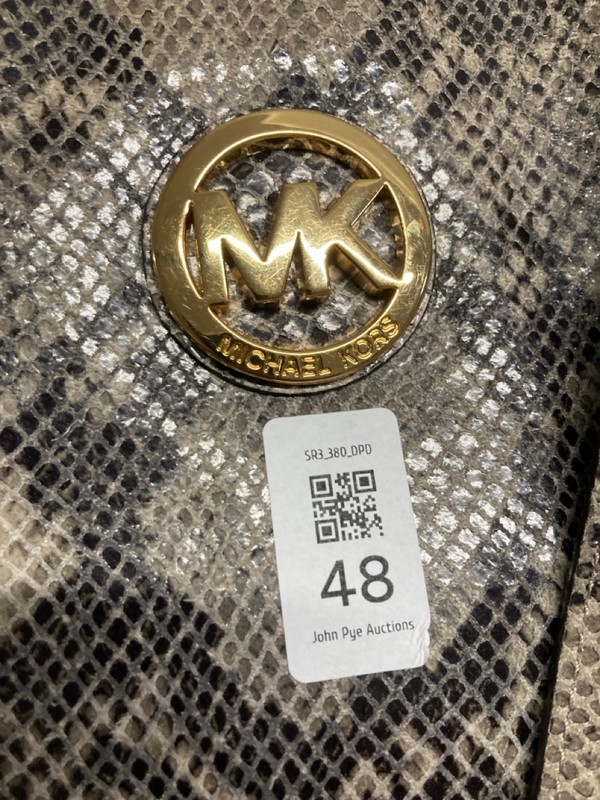 MK
MICHAEL KORS
SR3_380_DPD
48
John Pye Auctions